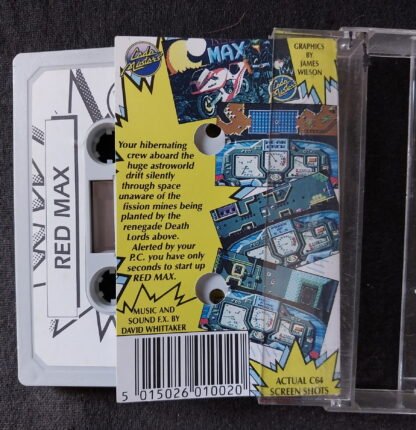 Code
Masters
MAX
GRAPHICS
BY
JAMES
WILSON
Your hibernating
crew aboard the
huge astroworld
drift silently
through space
unaware of the
fission mines being
planted by the
renegade Death
Lords above.
Alerted by your
P.C. you have only
seconds to start up
RED MAX.
MUSIC AND
SOUND F.X. BY
DAVID WHITTAKER
5 015026 010020
ACTUAL C64
SCREEN SHOTS
RED MAX